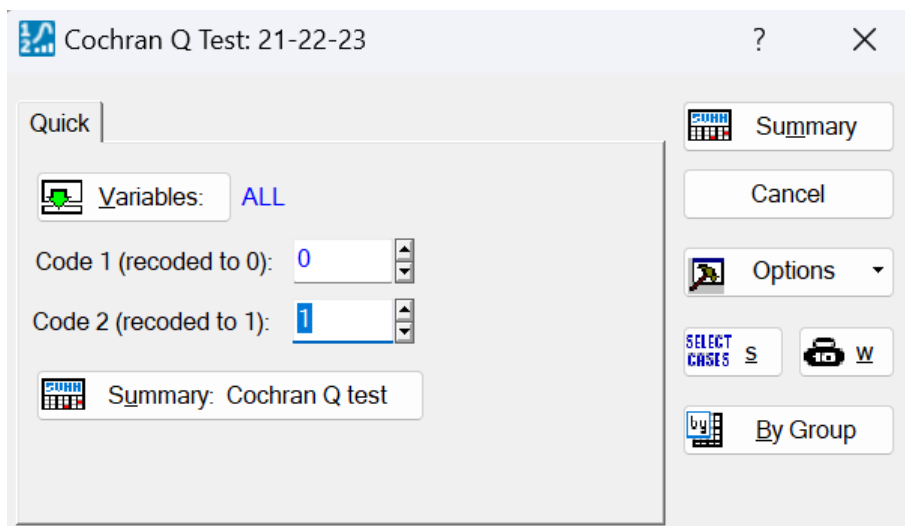 Cochran Q Test: 21-22-23 ?
Quick
Variables: ALL
Code 1 (recoded to 0): 0
Code 2 (recoded to 1): 1
Summary: Cochran Q test
Summary
Cancel
Options
SELECT CASES S
W
By Group